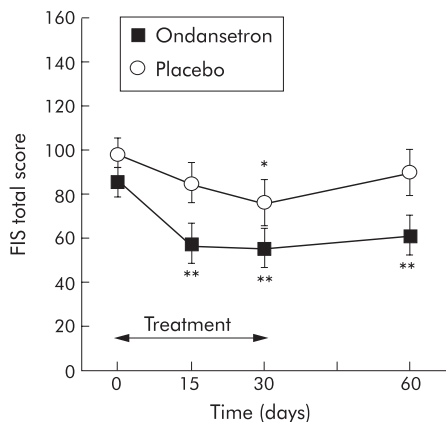 160
140
120
100
80
60
40
20
0
FIS total score
Ondansetron
Placebo
*
**
**
**
Treatment
0 15 30 60
Time (days)